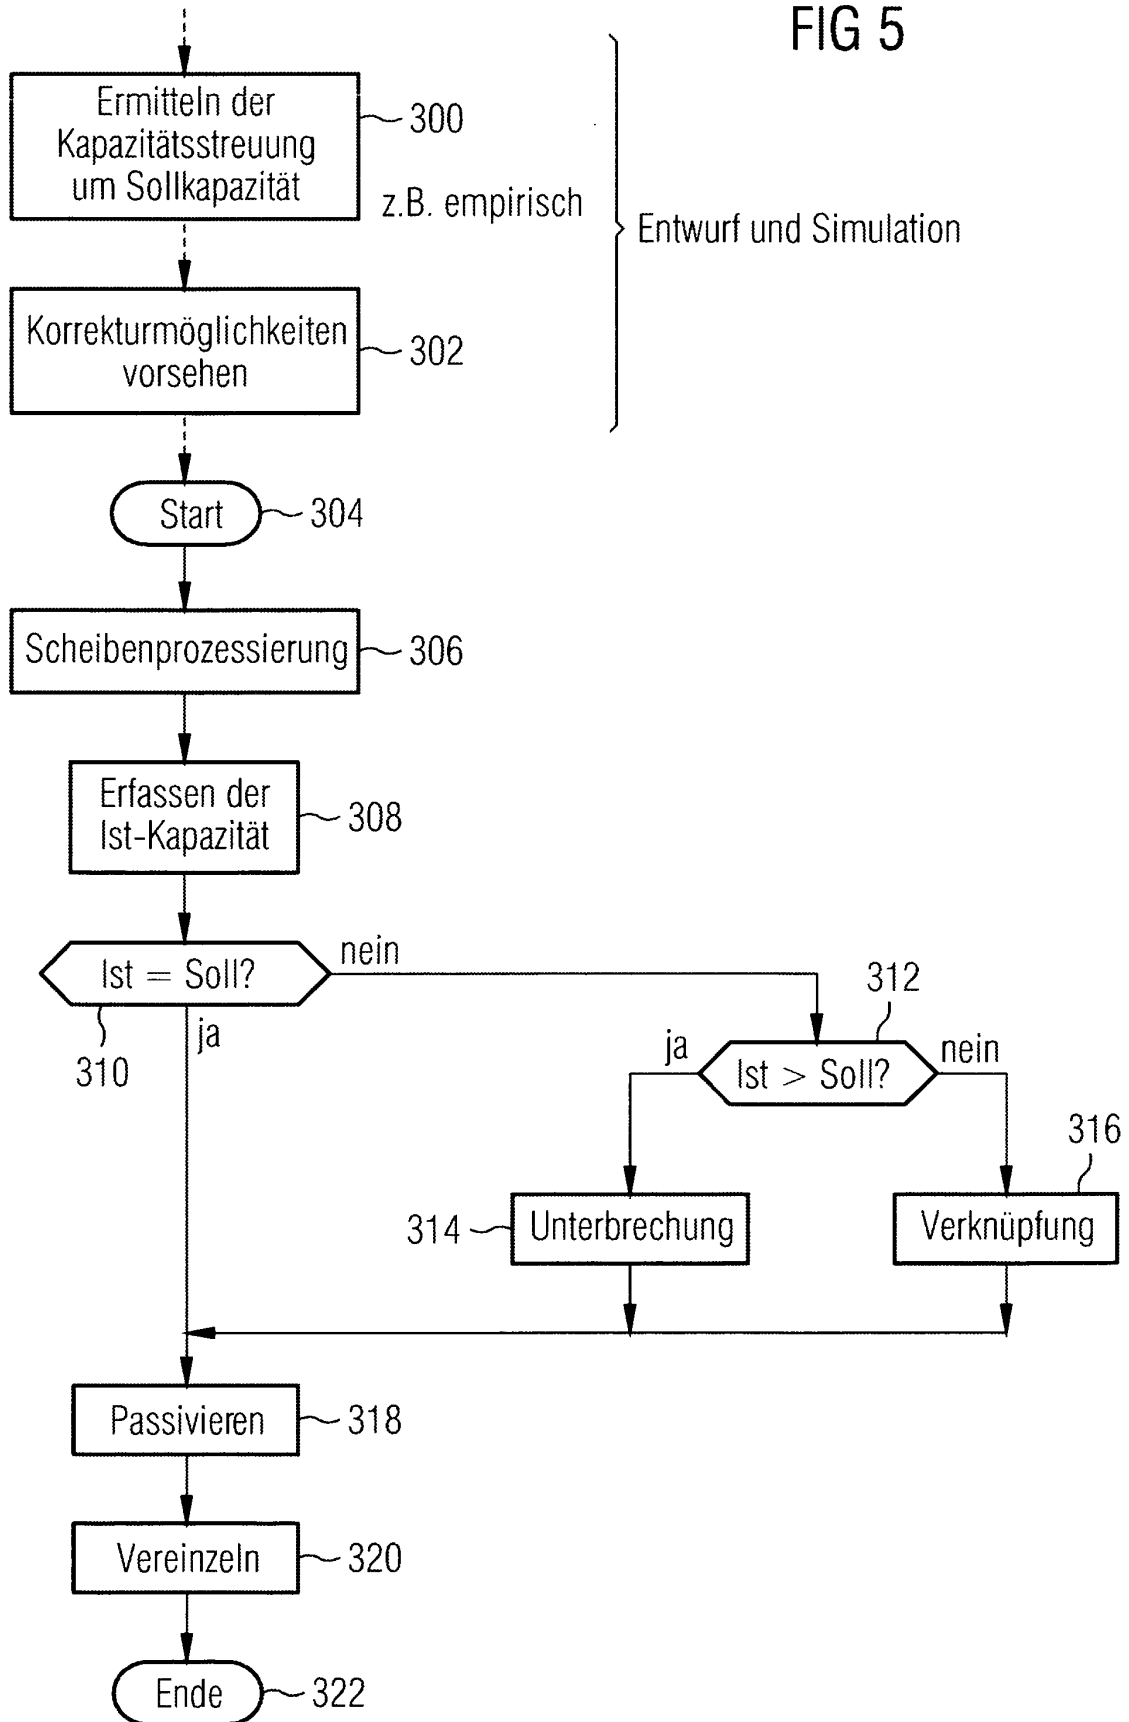 FIG 5
Ermitteln der
Kapazitätsstreuung
um Sollkapazität
300
z.B. empirisch
Entwurf und Simulation
Korrekturmöglichkeiten
vorsehen
302
Start
304
Scheibenprozessierung
306
Erfassen der
Ist-Kapazität
308
Ist = Soll?
nein
310
ja
312
ja
Ist > Soll?
nein
316
314
Unterbrechung
Verknüpfung
Passivieren
318
Vereinzeln
320
Ende
322